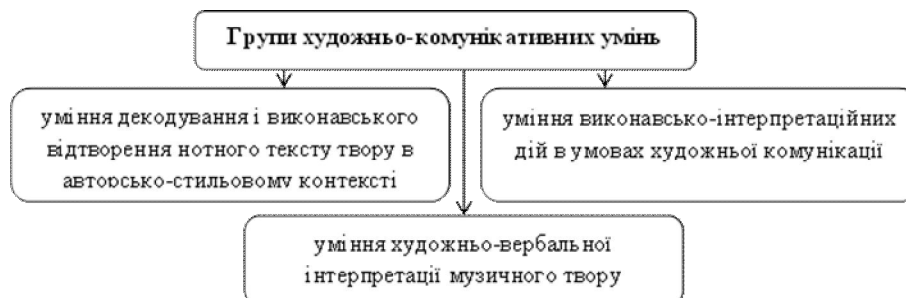 Групи художньо-комунікативних умінь
уміння декодування і виконавського
відтворення нотного тексту твору в
авторсько-стильовому контексті
уміння виконавсько-інтерпретаційних
дій в умовах художньої комунікації
уміння художньо-вербальної
інтерпретації музичного твору